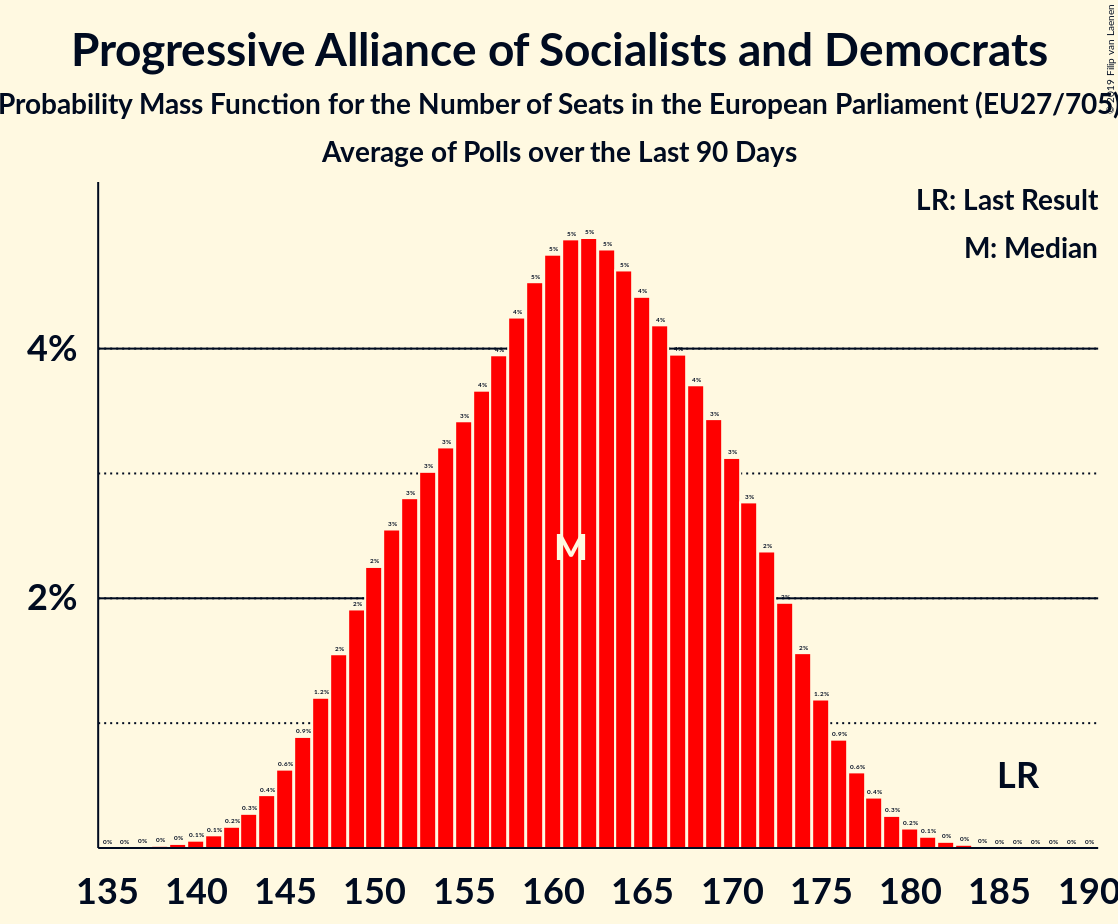 Progressive Alliance of Socialists and Democrats
Probability Mass Function for the Number of Seats in the European Parliament (EU27/705)
Average of Polls over the Last 90 Days
© 2019 Filip van Laenen
LR: Last Result
M: Median
4%
2%
0% 0% 0% 0% 0% 0.1% 0.1% 0.2% 0.3% 0.4% 0.6% 0.9% 1.2% 2% 2% 2% 3% 3% 3% 3% 3% 4% 4% 4% 5% 5% 5% 5% 5% 5% 4% 4% 4% 4% 3% 3% 3% 2% 2% 2% 1.2% 0.9% 0.6% 0.4% 0.3% 0.2% 0.1% 0% 0% 0% 0% 0% 0% 0% 0% 0%
M
LR
135 140 145 150 155 160 165 170 175 180 185 190